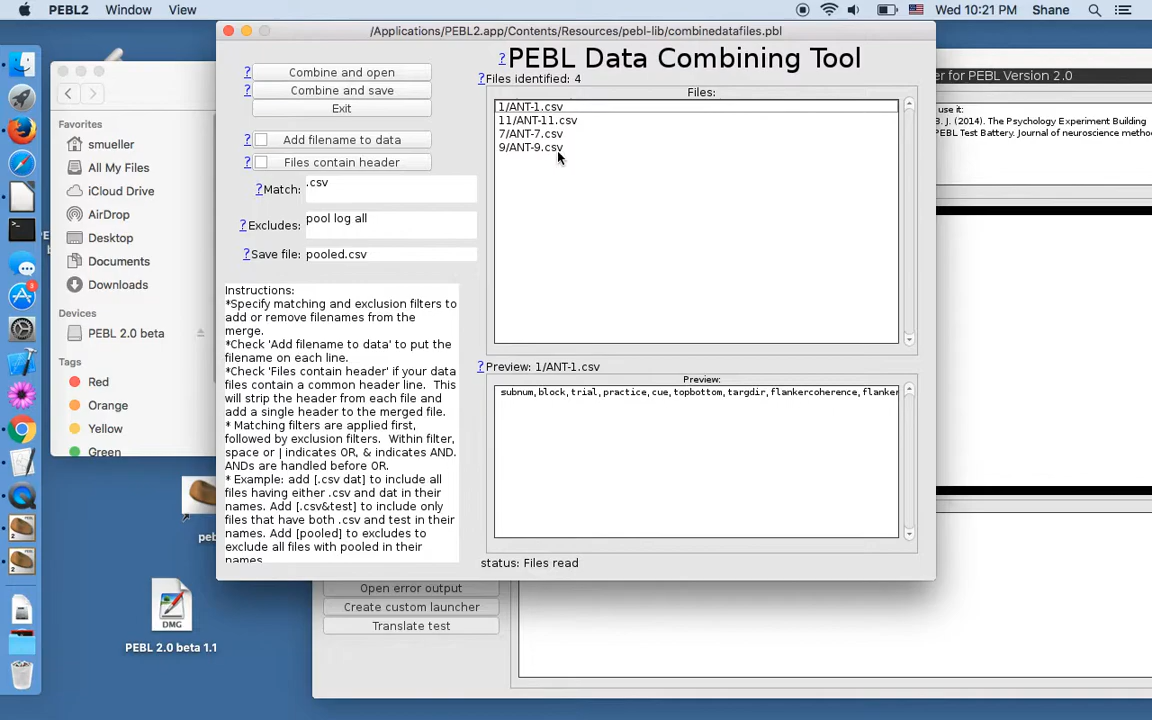 PEBL2 Window View
Wed 10:21 PM Shane
/Applications/PEBL2.app/Contents/Resources/pebl-lib/combinedatafiles.pbl
? PEBL Data Combining Tool
? Files identified: 4
? Combine and open
? Combine and save
Exit
? Add filename to data
? Files contain header
? Match: .csv
? Excludes: pool log all
? Save file: pooled.csv
Files:
1/ANT-1.csv
11/ANT-11.csv
7/ANT-7.csv
9/ANT-9.csv
Instructions:
*Specify matching and exclusion filters to
add or remove filenames from the
merge.
*Check 'Add filename to data' to put the
filename on each line.
*Check 'Files contain header' if your data
files contain a common header line. This
will strip the header from each file and
add a single header to the merged file.
* Matching filters are applied first,
followed by exclusion filters. Within filter,
space or | indicates OR, & indicates AND.
ANDs are handled before OR.
* Example: add [.csv dat] to include all
files having either .csv and dat in their
names. Add [.csv&test] to include only
files that have both .csv and test in their
names. Add [pooled] to excludes to
exclude all files with pooled in their
names.
? Preview: 1/ANT-1.csv
Preview:
subnum,block,trial,practice,cue,topbottom,targdir,flankercoherence,flanker
status: Files read
Favorites
smueller
All My Files
iCloud Drive
AirDrop
Desktop
Documents
Downloads
Devices
PEBL 2.0 beta
Tags
Red
Orange
Yellow
Green
3
2
2
peb
DMG
PEBL 2.0 beta 1.1
er for PEBL Version 2.0
use it:
B. J. (2014). The Psychology Experiment Building
PEBL Test Battery. Journal of neuroscience metho
Open error output
Create custom launcher
Translate test